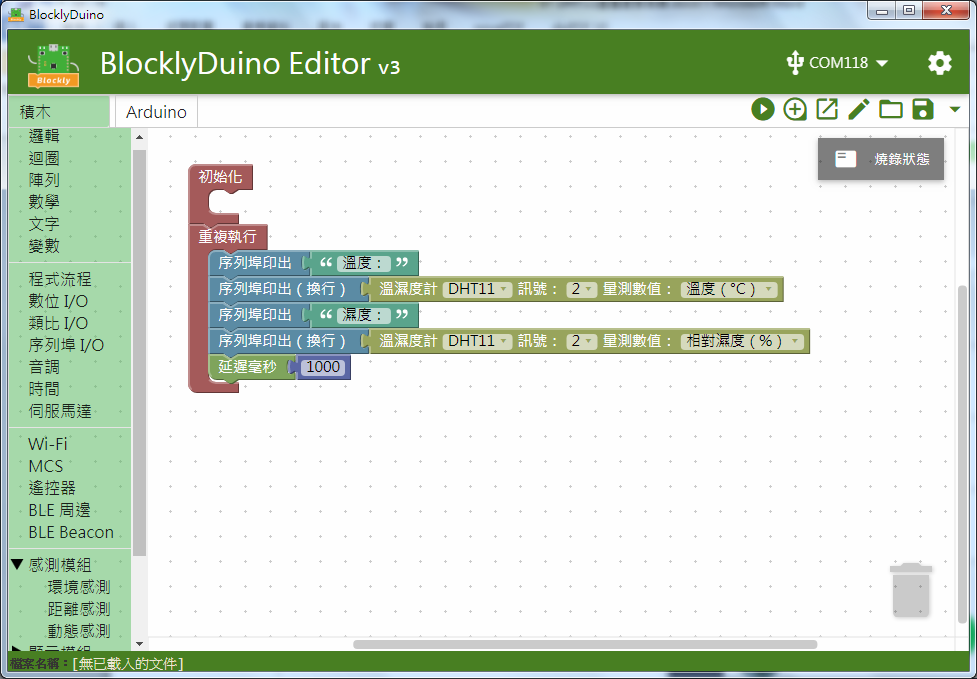 BlocklyDuino
Blockly
BlocklyDuino Editor v3
COM118
積木
Arduino
邏輯
迴圈
陣列
數學
文字
變數
程式流程
數位 I/O
類比 I/O
序列埠 I/O
音調
時間
伺服馬達
Wi-Fi
MCS
遙控器
BLE 周邊
BLE Beacon
感測模組
環境感測
距離感測
動態感測
顯示模組
燒錄狀態
初始化
重複執行
序列埠印出 “ 溫度： ”
序列埠印出（換行） 溫濕度計 DHT11 訊號： 2 量測數值： 溫度（°C）
序列埠印出 “ 濕度： ”
序列埠印出（換行） 溫濕度計 DHT11 訊號： 2 量測數值： 相對濕度（%）
延遲毫秒 1000
檔案名稱：[無已載入的文件]